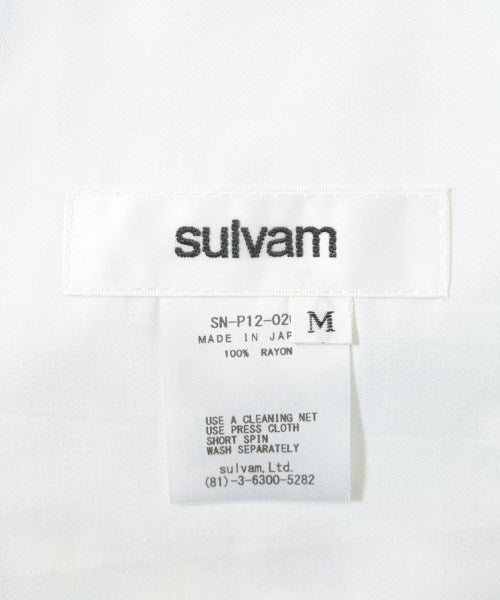 sulvam
SN-P12-02
M
MADE IN JAP
100% RAYON
USE A CLEANING NET
USE PRESS CLOTH
SHORT SPIN
WASH SEPARATELY
sulvam, Ltd.
(81)-3-6300-5282